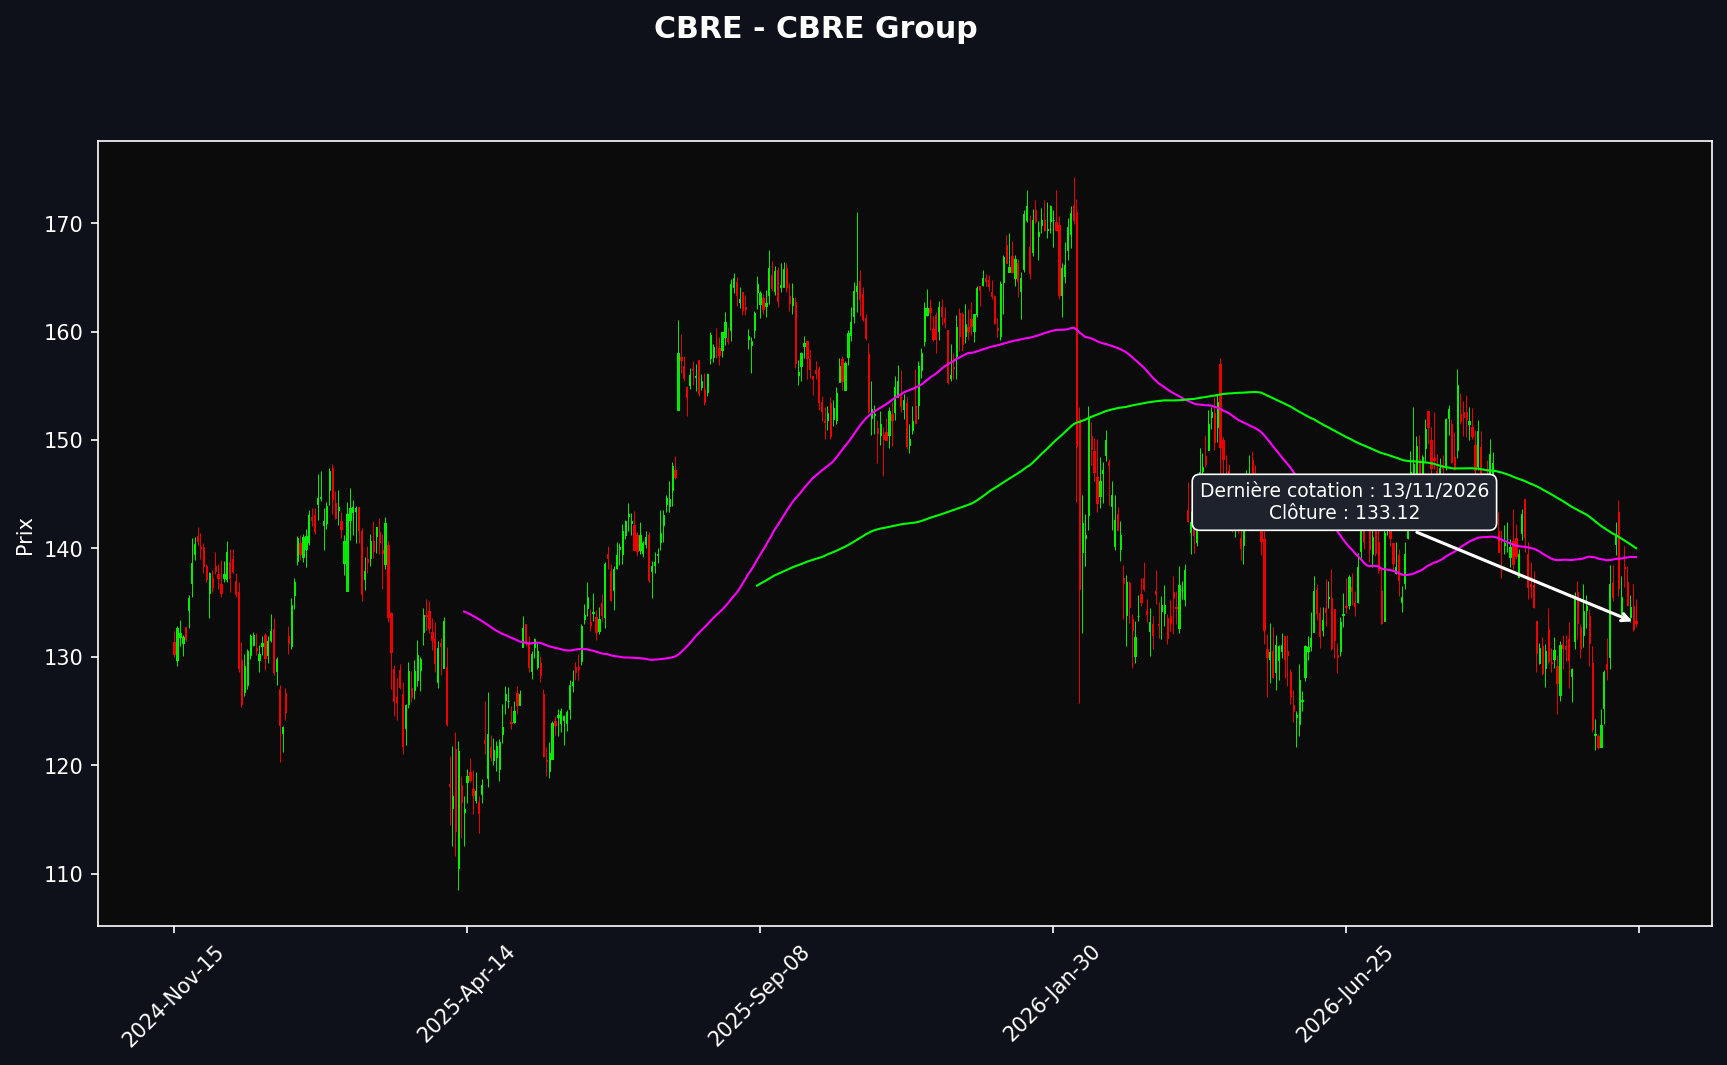 CBRE - CBRE Group
Prix
170
160
150
140
130
120
110
Dernière cotation : 13/11/2026
Clôture : 133.12
2024-Nov-15
2025-Apr-14
2025-Sep-08
2026-Jan-30
2026-Jun-25